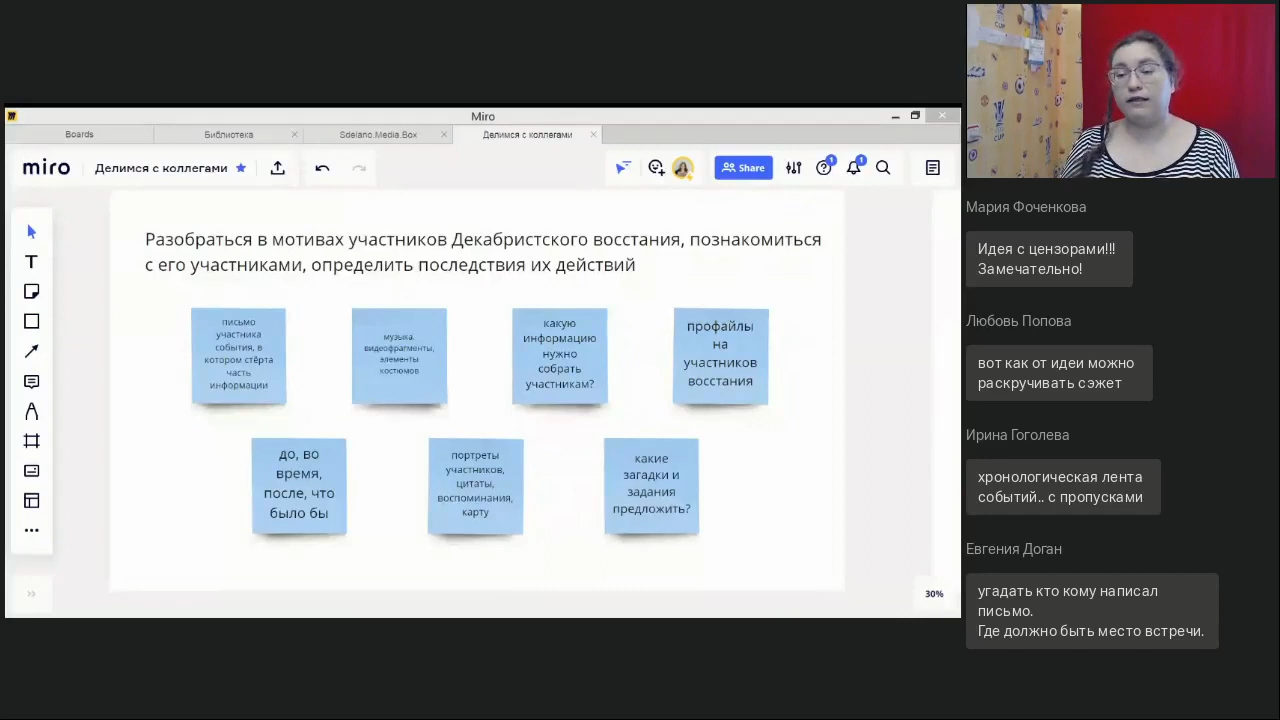 Miro
Boards
Библиотека
Sdelano.Media.Box
Делимся с коллегами
miro
Делимся с коллегами
Share
1
1
Разобраться в мотивах участников Декабристского восстания, познакомиться
с его участниками, определить последствия их действий
письмо
участника
события, в
котором стёрта
часть
информации
музыка,
видеофрагменты,
элементы
костюмов
какую
информацию
нужно
собрать
участникам?
профайлы
на
участников
восстания
до, во
время,
после, что
было бы
портреты
участников,
цитаты,
воспоминания,
карту
какие
загадки и
задания
предложить?
30%
CUP
Мария Фоченкова
Идея с цензорами!!!
Замечательно!
Любовь Попова
вот как от идеи можно
раскручивать сэжет
Ирина Гоголева
хронологическая лента
событий.. с пропусками
Евгения Доган
угадать кто кому написал
письмо.
Где должно быть место встречи.